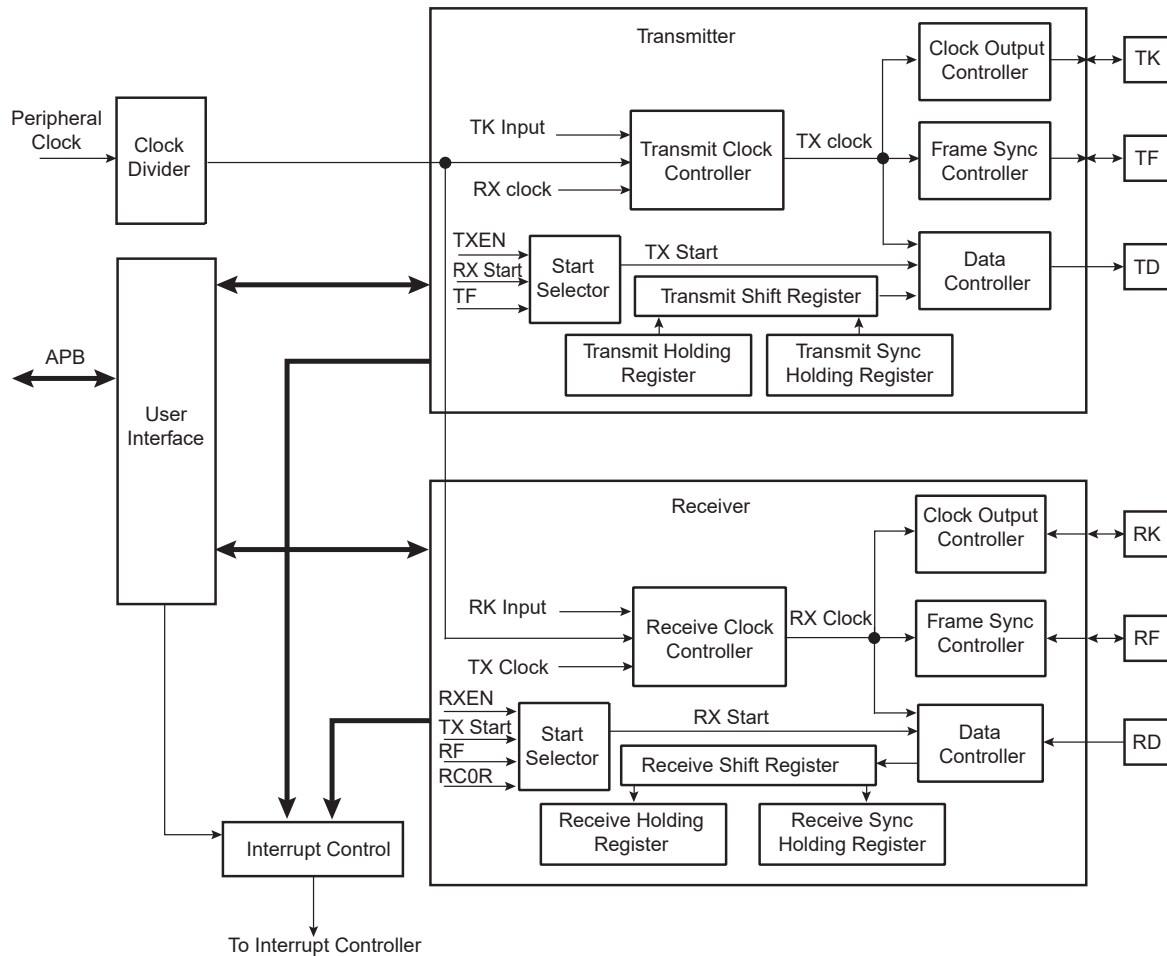 Transmitter
Clock Output
Controller
TK
Peripheral
Clock
Clock
Divider
TK Input
Transmit Clock
Controller
TX clock
Frame Sync
Controller
TF
RX clock
TXEN
RX Start
TF
Start
Selector
TX Start
Data
Controller
TD
Transmit Shift Register
Transmit Holding
Register
Transmit Sync
Holding Register
APB
User
Interface
Receiver
Clock Output
Controller
RK
RK Input
Receive Clock
Controller
RX Clock
Frame Sync
Controller
RF
TX Clock
RXEN
TX Start
RF
RC0R
Start
Selector
RX Start
Data
Controller
RD
Receive Shift Register
Receive Holding
Register
Receive Sync
Holding Register
Interrupt Control
To Interrupt Controller